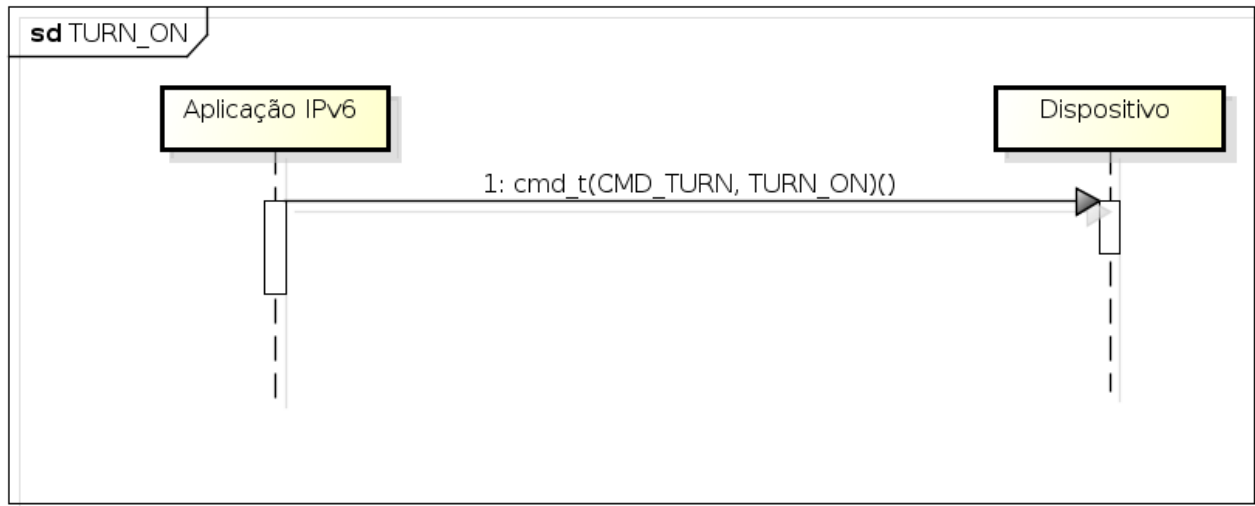 sd TURN_ON
Aplicação IPv6
Dispositivo
1: cmd_t(CMD_TURN, TURN_ON)()